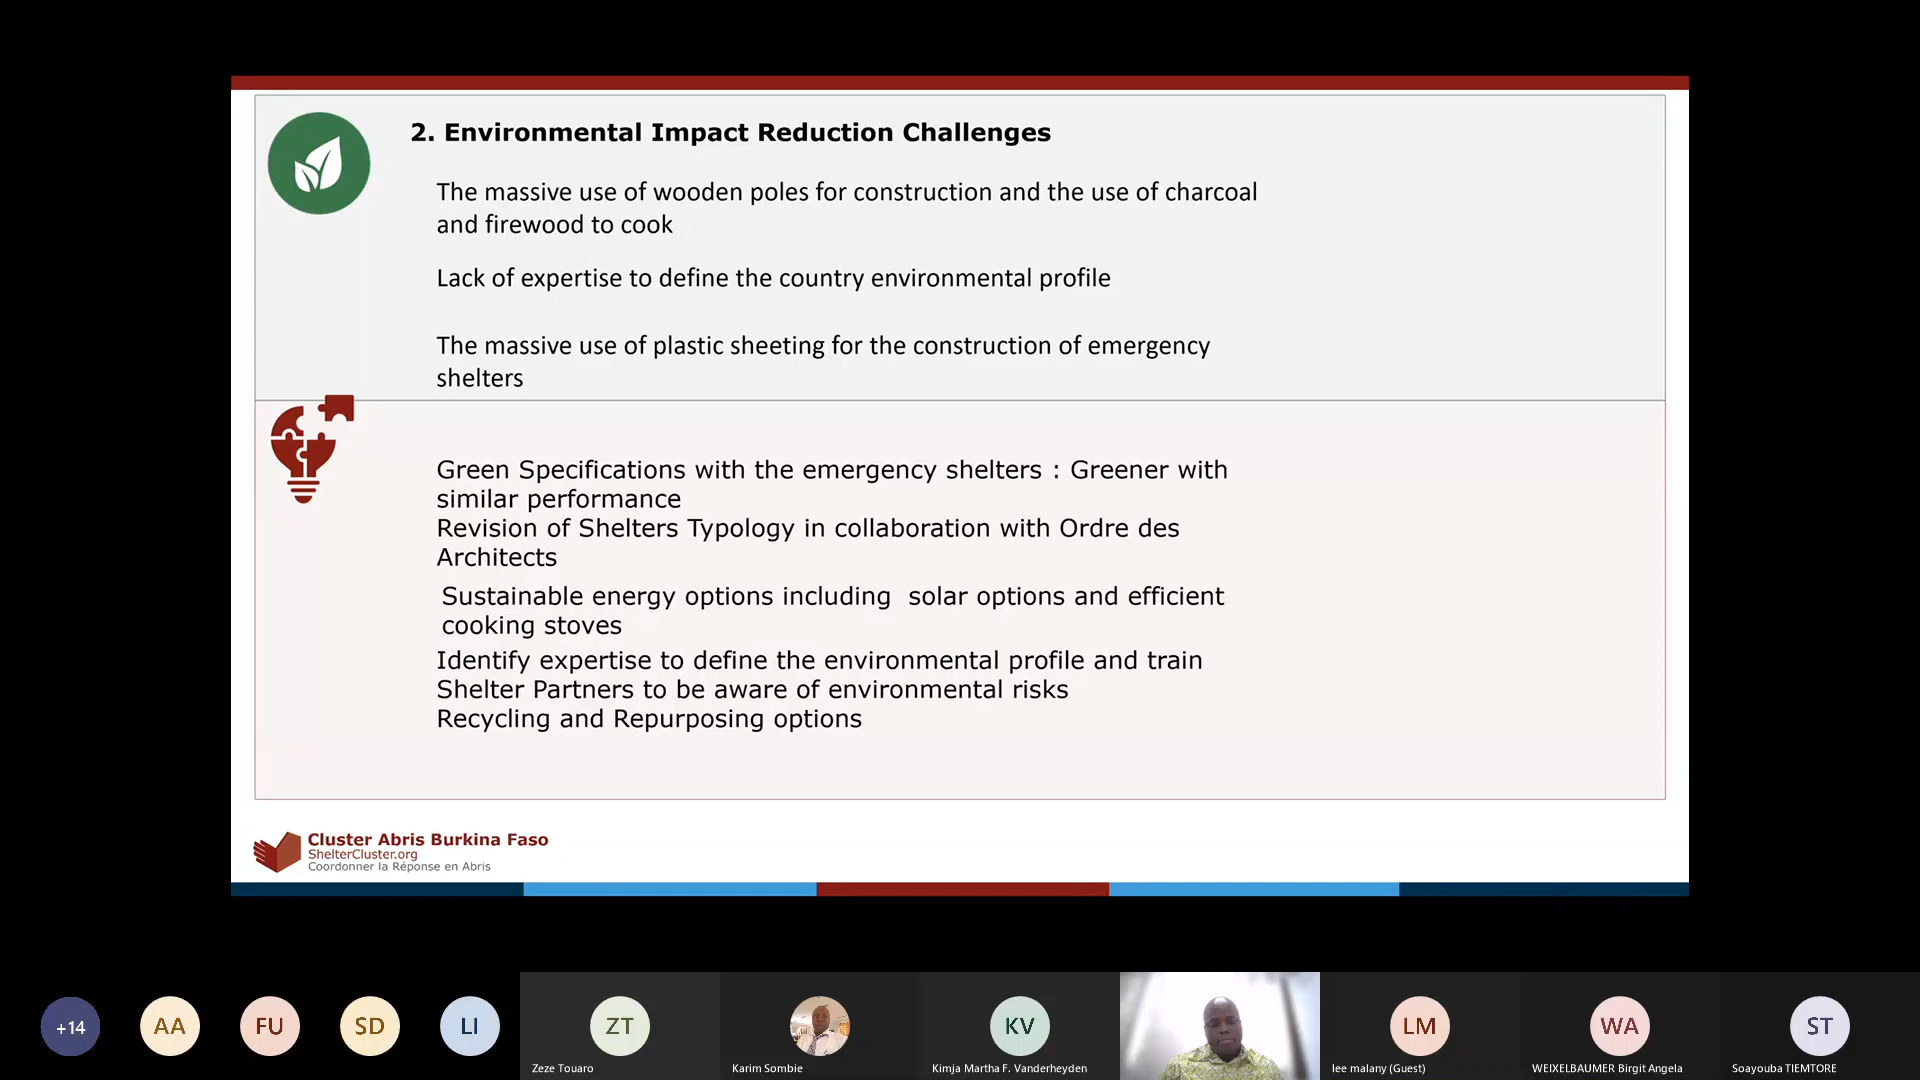 2. Environmental Impact Reduction Challenges
The massive use of wooden poles for construction and the use of charcoal
and firewood to cook
Lack of expertise to define the country environmental profile
The massive use of plastic sheeting for the construction of emergency
shelters
Green Specifications with the emergency shelters : Greener with
similar performance
Revision of Shelters Typology in collaboration with Ordre des
Architects
Sustainable energy options including  solar options and efficient
cooking stoves
Identify expertise to define the environmental profile and train
Shelter Partners to be aware of environmental risks
Recycling and Repurposing options
Cluster Abris Burkina Faso
ShelterCluster.org
Coordonner la Réponse en Abris
+14
AA
FU
SD
LI
ZT
KV
LM
WA
ST
Zeze Touaro
Karim Sombie
Kimja Martha F. Vanderheyden
lee malany (Guest)
WEIXELBAUMER Birgit Angela
Soayouba TIEMTORE